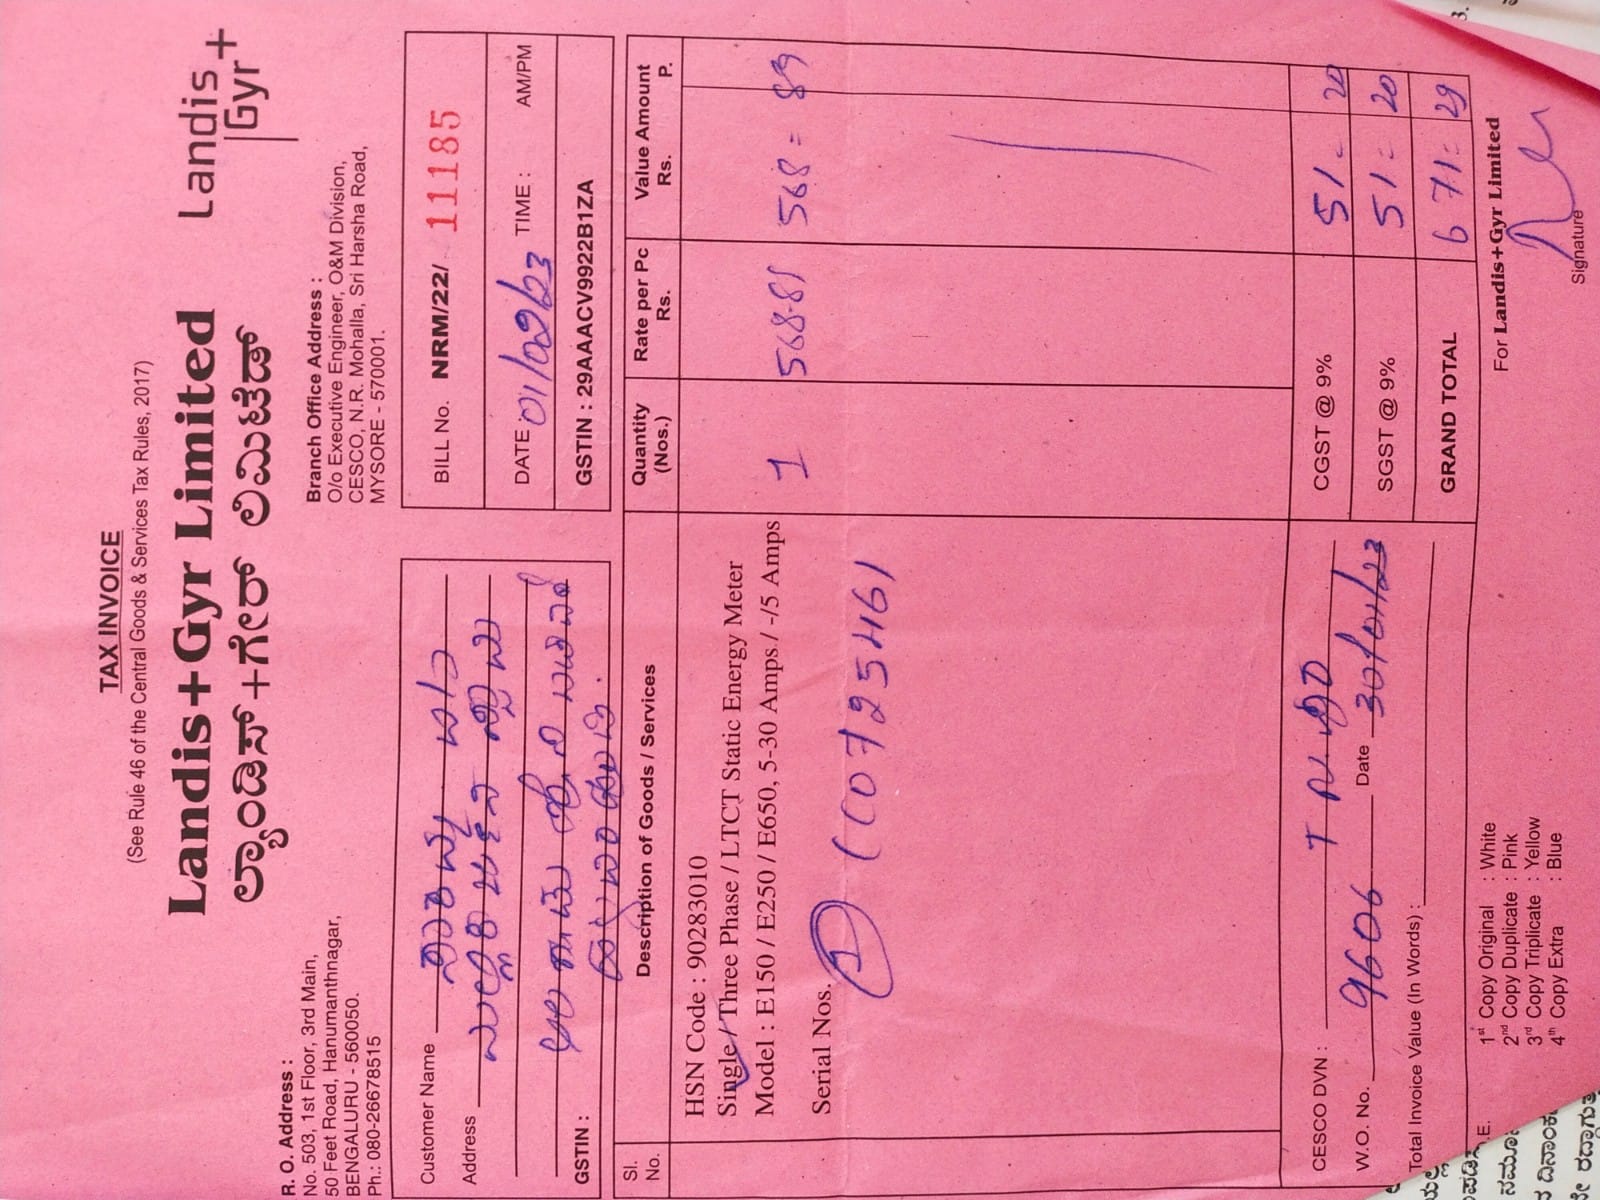 TAX INVOICE
(See Rule 46 of the Central Goods & Services Tax Rules, 2017)
Landis+Gyr Limited
ಲ್ಯಾಂಡಿಸ್+ಗೇರ್ ಲಿಮಿಟೆಡ್
Landis+
Gyr
R. O. Address :
No. 503, 1st Floor, 3rd Main,
50 Feet Road, Hanumanthnagar,
BENGALURU - 560050.
Ph.: 080-26678515
Branch Office Address :
O/o Executive Engineer, O&M Division,
CESCO, N.R. Mohalla, Sri Harsha Road,
MYSORE - 570001.
Customer Name
Address
GSTIN :
BILL No. NRM/22/ 11185
DATE 01/02/23 TIME : AM/PM
GSTIN : 29AAACV9922B1ZA
Sl. No. Description of Goods / Services Quantity (Nos.) Rate per Pc Rs. Value Amount Rs. P.
HSN Code : 90283010
Single / Three Phase / LTCT Static Energy Meter
Model : E150 / E250 / E650, 5-30 Amps / -/5 Amps
1 568-81 568 = 89
Serial Nos.
1 (C0725461
CESCO DVN :
W.O. No. 9606 Date 30/01/23
Total Invoice Value (In Words) :
CGST @ 9% 51 = 20
SGST @ 9% 51 = 20
GRAND TOTAL 671 = 29
E.
1st Copy Original : White
2nd Copy Duplicate : Pink
3rd Copy Triplicate : Yellow
4th Copy Extra : Blue
For Landis+Gyr Limited
Signature